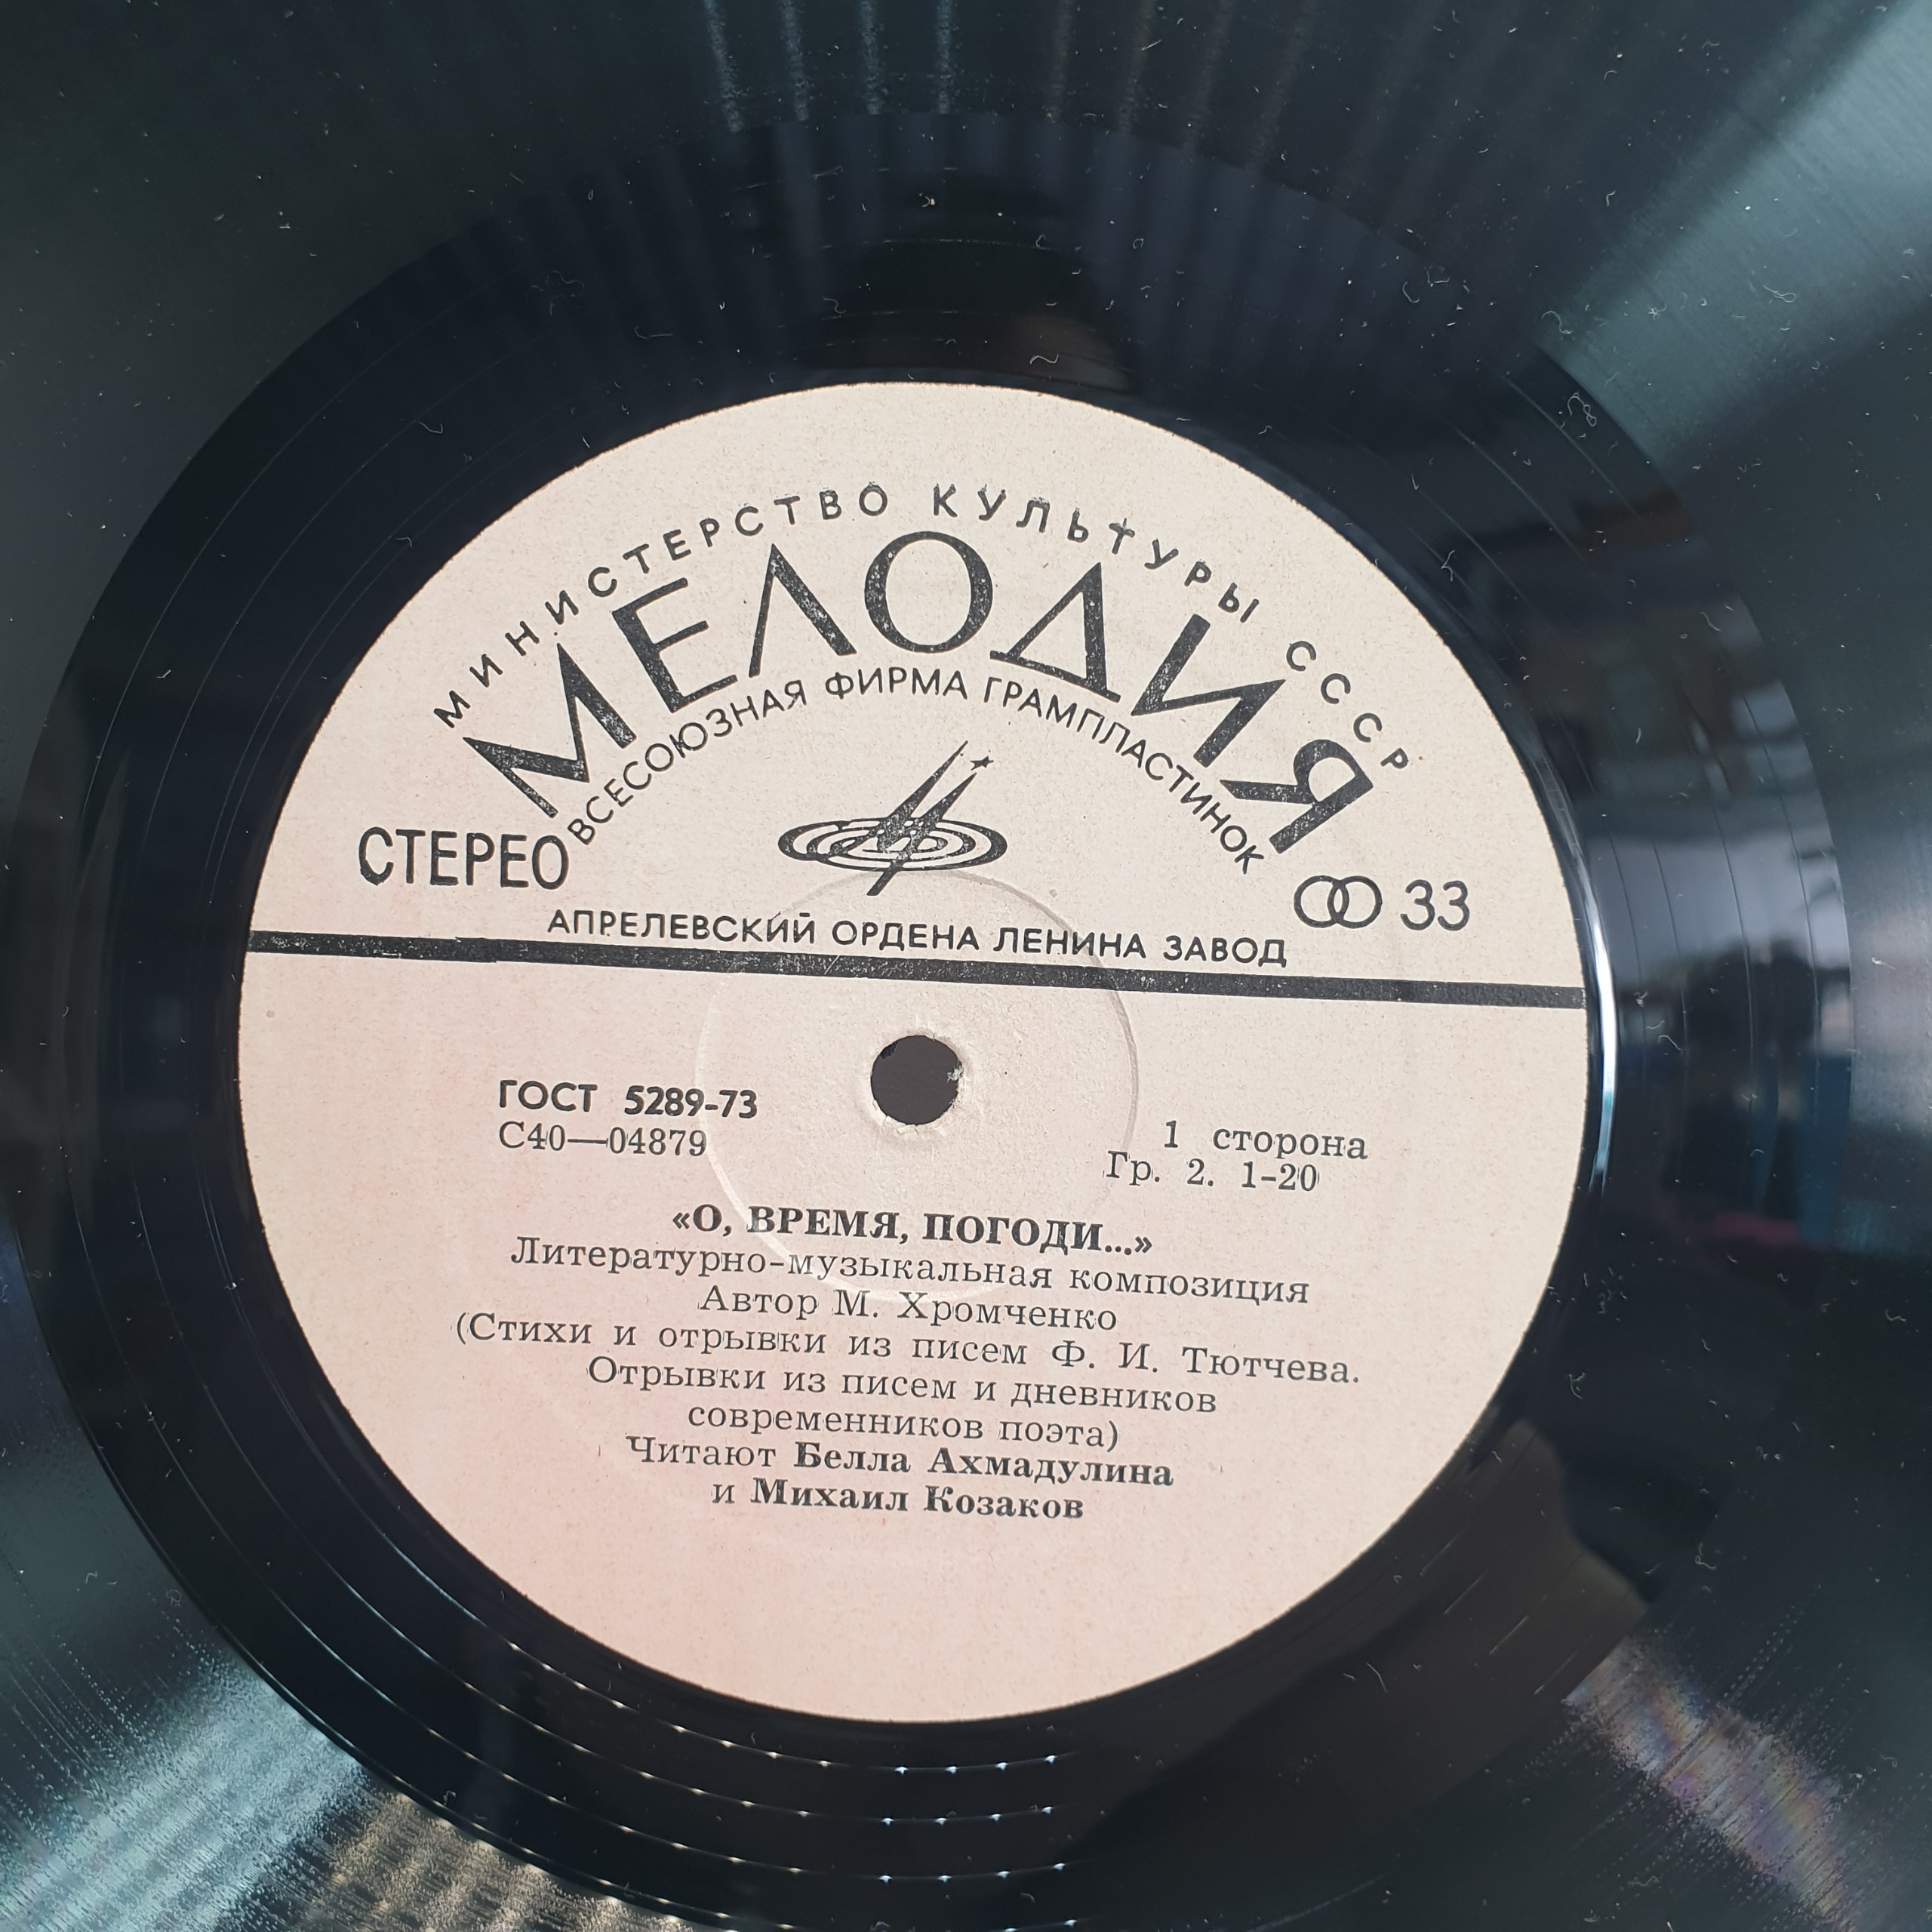 МИНИСТЕРСТВО КУЛЬТУРЫ СССР
МЕЛОДИЯ
ВСЕСОЮЗНАЯ ФИРМА ГРАМПЛАСТИНОК
СТЕРЕО
33
АПРЕЛЕВСКИЙ ОРДЕНА ЛЕНИНА ЗАВОД
ГОСТ 5289-73
С40—04879
1 сторона
Гр. 2. 1-20
«О, ВРЕМЯ, ПОГОДИ...»
Литературно-музыкальная композиция
Автор М. Хромченко
(Стихи и отрывки из писем Ф. И. Тютчева.
Отрывки из писем и дневников
современников поэта)
Читают Белла Ахмадулина
и Михаил Козаков